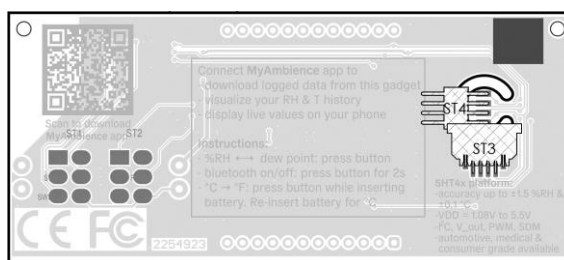 Scan to download
MyAmbience app
ST1
ST2
Connect MyAmbience app to
- download logged data from this gadget
- visualize your RH & T history
- display live values on your phone
Instructions:
- %RH ←→ dew point: press button
- bluetooth on/off: press button for 2s
- °C → °F: press button while inserting
battery. Re-insert battery for °C
ST4
ST3
SHT4x platform:
-accuracy up to ±1.5 %RH &
±0.1 °C
-VDD = 1.08V to 5.5V
-I²C, V_out, PWM, SDM
-automotive, medical &
consumer grade available
CE FC
2254923